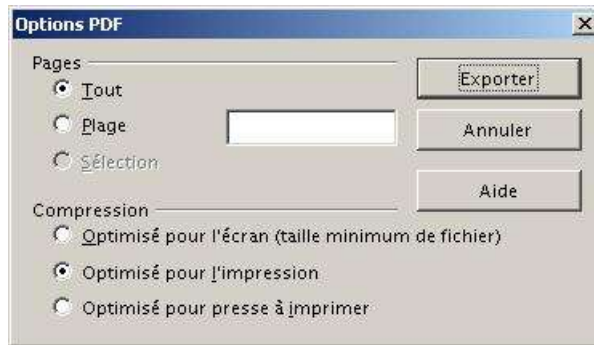 Options PDF
Pages
Tout
Exporter
Plage
Annuler
Sélection
Aide
Compression
Optimisé pour l'écran (taille minimum de fichier)
Optimisé pour l'impression
Optimisé pour presse à imprimer